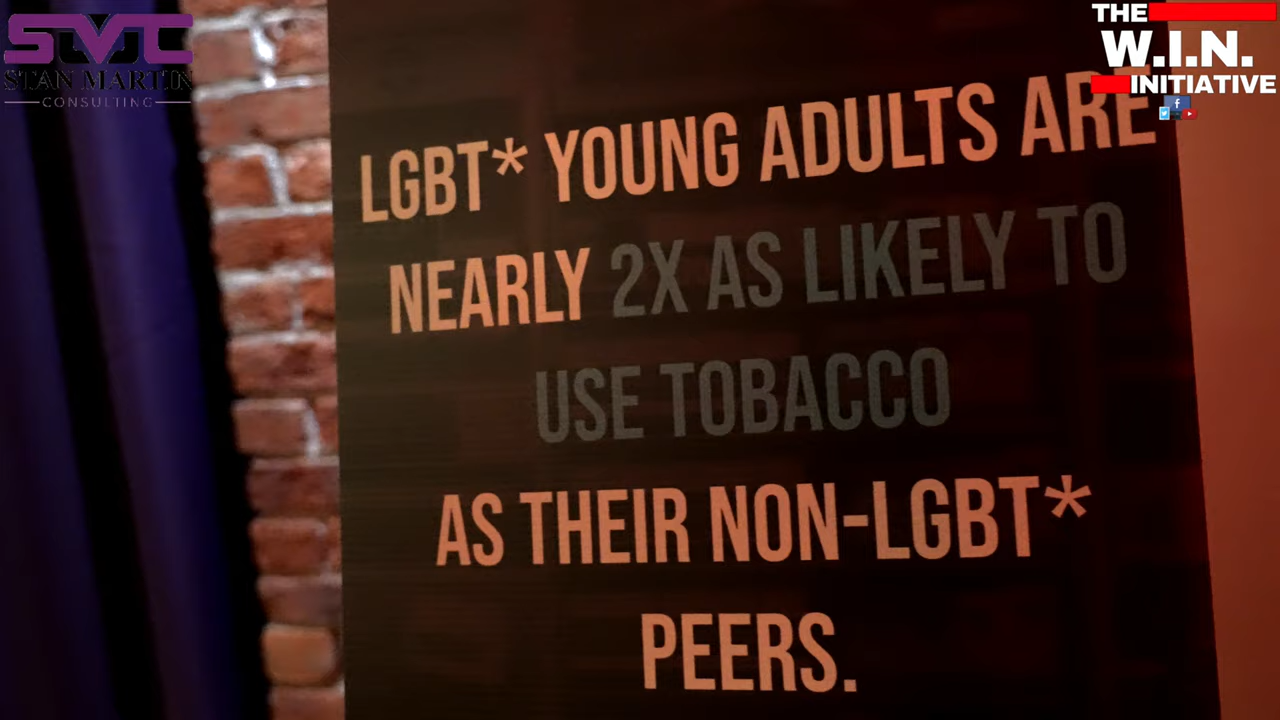 SMC
STAN MARTIN
CONSULTING
THE
W.I.N.
INITIATIVE
LGBT* YOUNG ADULTS ARE
NEARLY 2X AS LIKELY TO
USE TOBACCO
AS THEIR NON-LGBT*
PEERS.